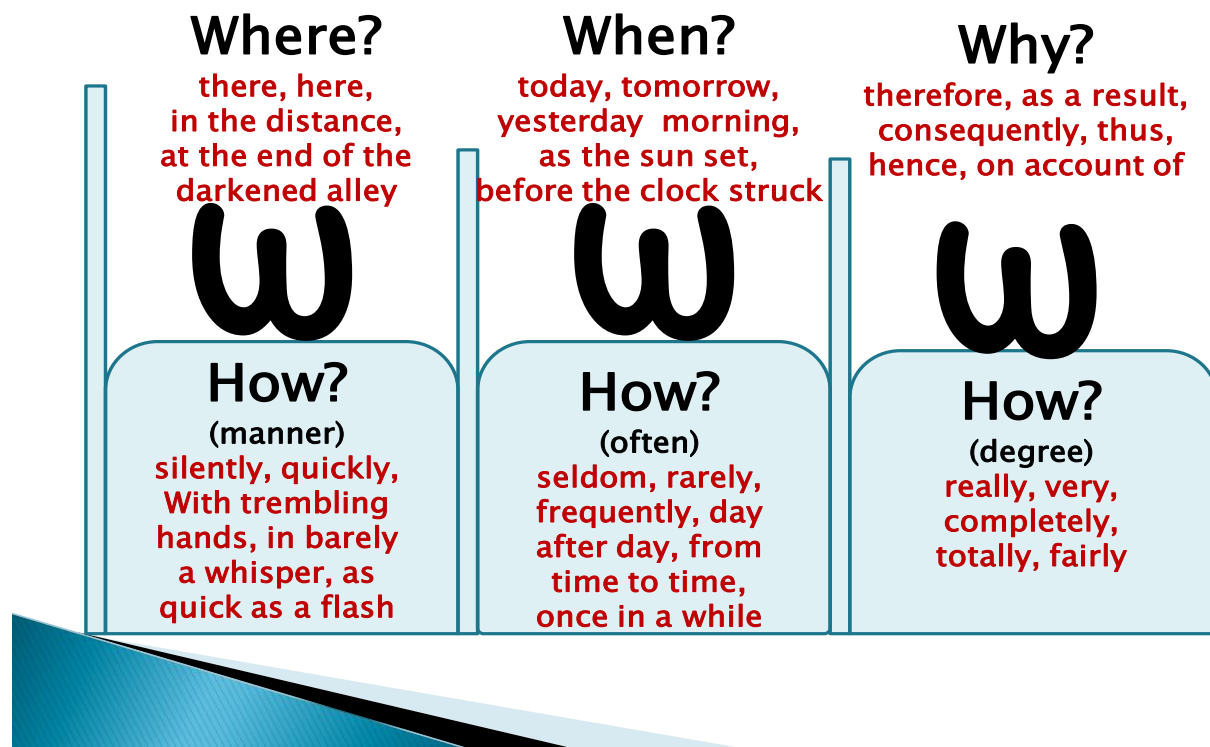 Where?
there, here,
in the distance,
at the end of the
darkened alley
When?
today, tomorrow,
yesterday  morning,
as the sun set,
before the clock struck
Why?
therefore, as a result,
consequently, thus,
hence, on account of
ω
ω
ω
How?
(manner)
silently, quickly,
With trembling
hands, in barely
a whisper, as
quick as a flash
How?
(often)
seldom, rarely,
frequently, day
after day, from
time to time,
once in a while
How?
(degree)
really, very,
completely,
totally, fairly